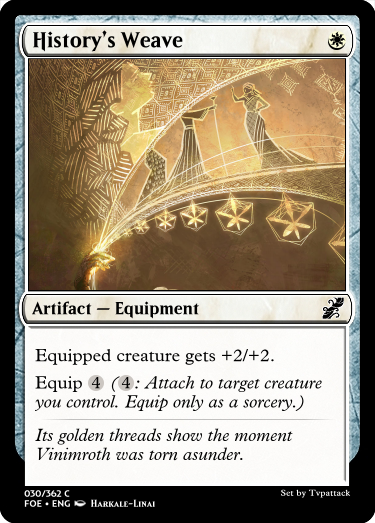 History's Weave
Artifact — Equipment
Equipped creature gets +2/+2.
Equip 4 (4: Attach to target creature
you control. Equip only as a sorcery.)
Its golden threads show the moment
Vinimroth was torn asunder.
030/362 C
Set by Tvpattack
FOE • ENG Harkale-Linai